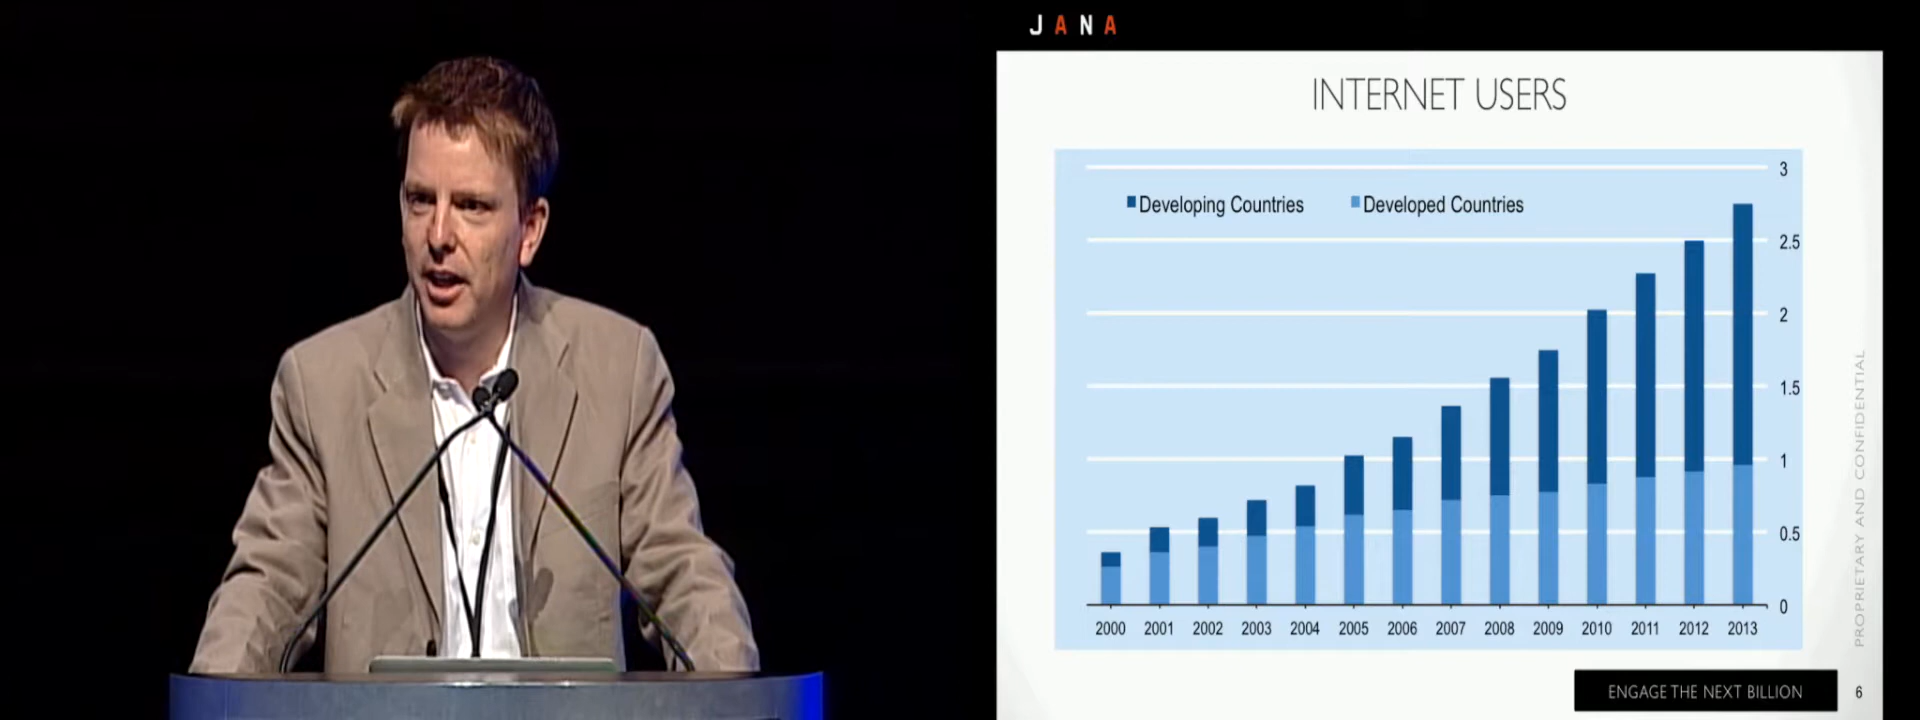 JANA
INTERNET USERS
3
Developing Countries Developed Countries
2.5
2
1.5
1
0.5
0
2000 2001 2002 2003 2004 2005 2006 2007 2008 2009 2010 2011 2012 2013
PROPRIETARY AND CONFIDENTIAL
ENGAGE THE NEXT BILLION 6